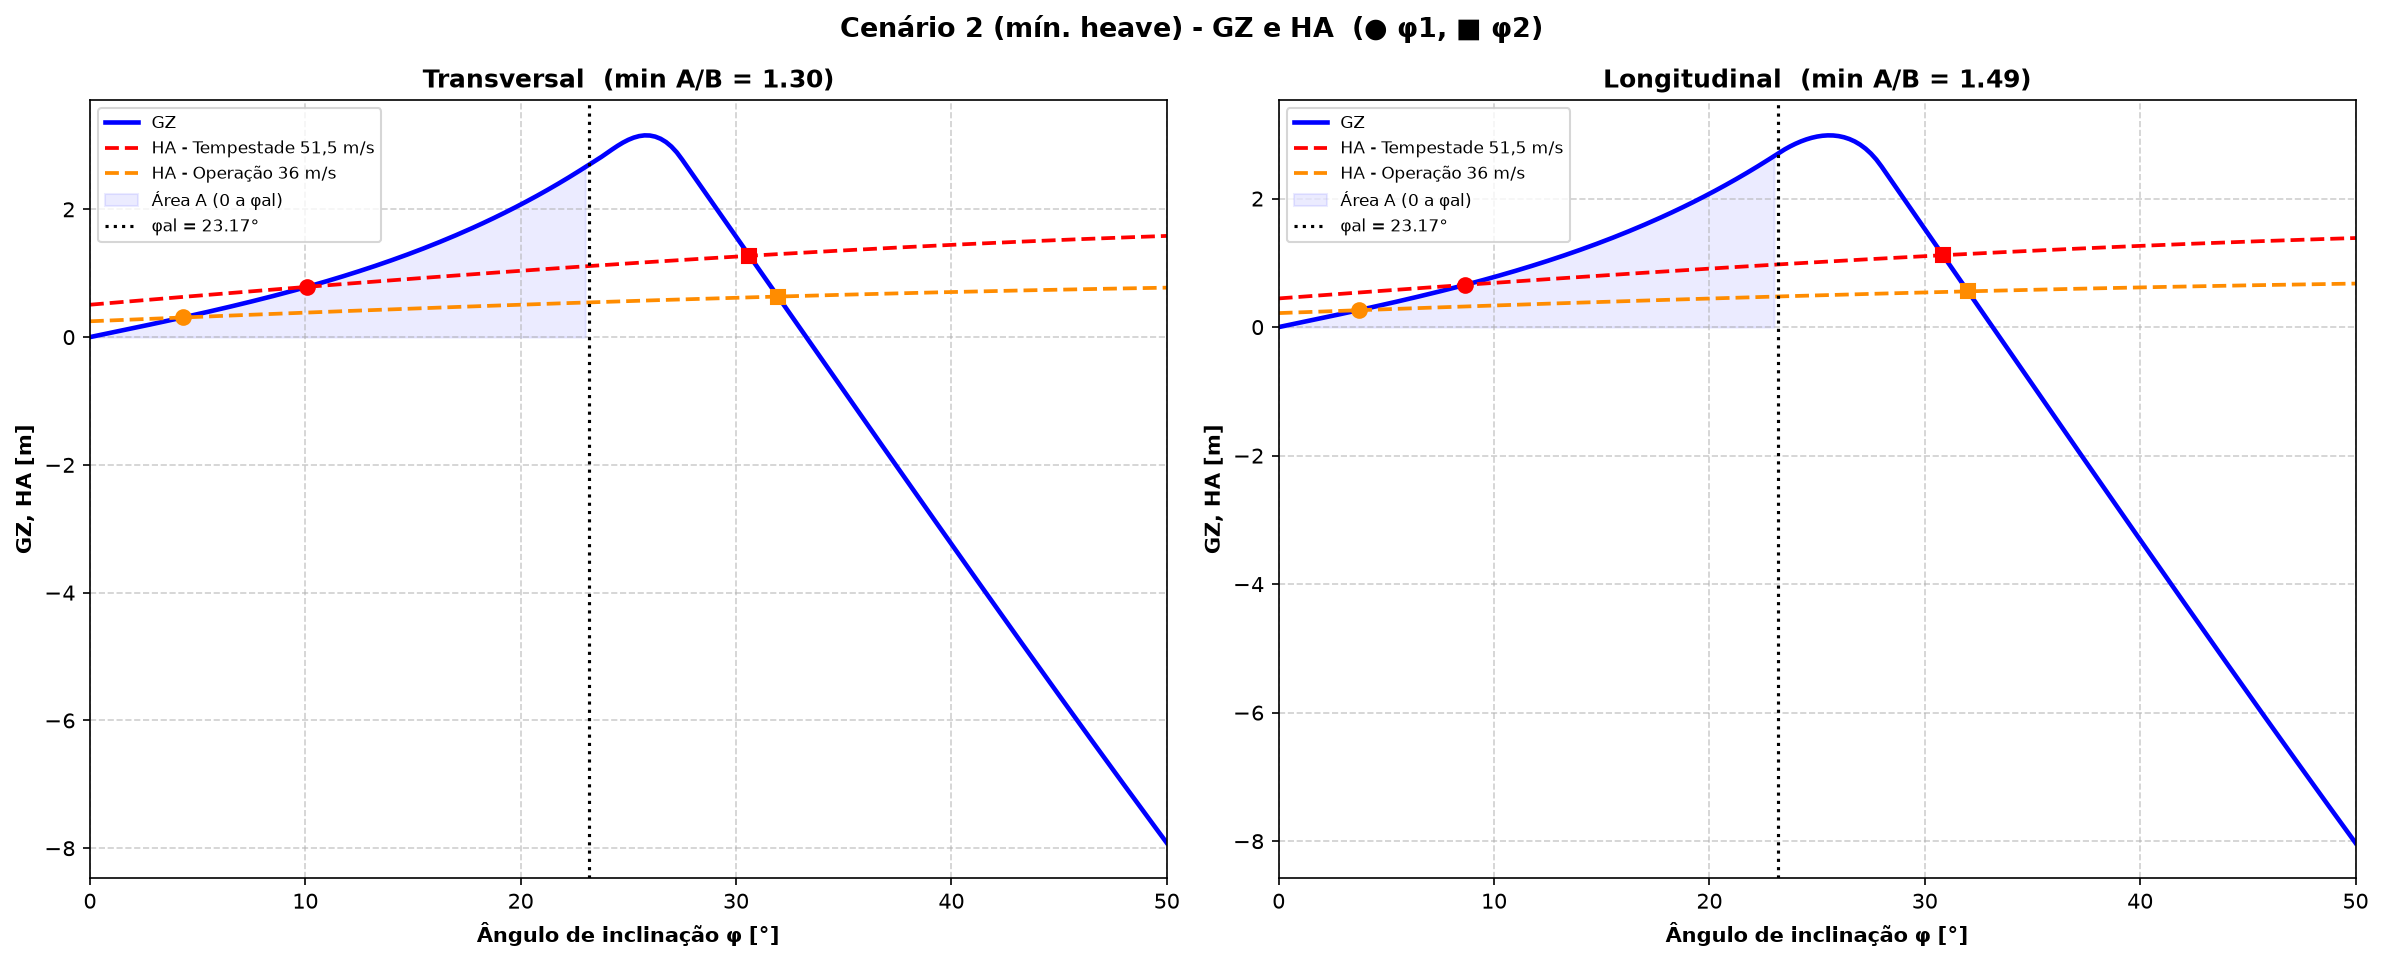 Cenário 2 (mín. heave) - GZ e HA  (● φ1, ■ φ2)
Transversal  (min A/B = 1.30)
GZ
HA - Tempestade 51,5 m/s
HA - Operação 36 m/s
Área A (0 a φal)
φal = 23.17°
2
0
−2
−4
−6
−8
GZ, HA [m]
0 10 20 30 40 50
Ângulo de inclinação φ [°]
Longitudinal  (min A/B = 1.49)
GZ
HA - Tempestade 51,5 m/s
HA - Operação 36 m/s
Área A (0 a φal)
φal = 23.17°
2
0
−2
−4
−6
−8
GZ, HA [m]
0 10 20 30 40 50
Ângulo de inclinação φ [°]